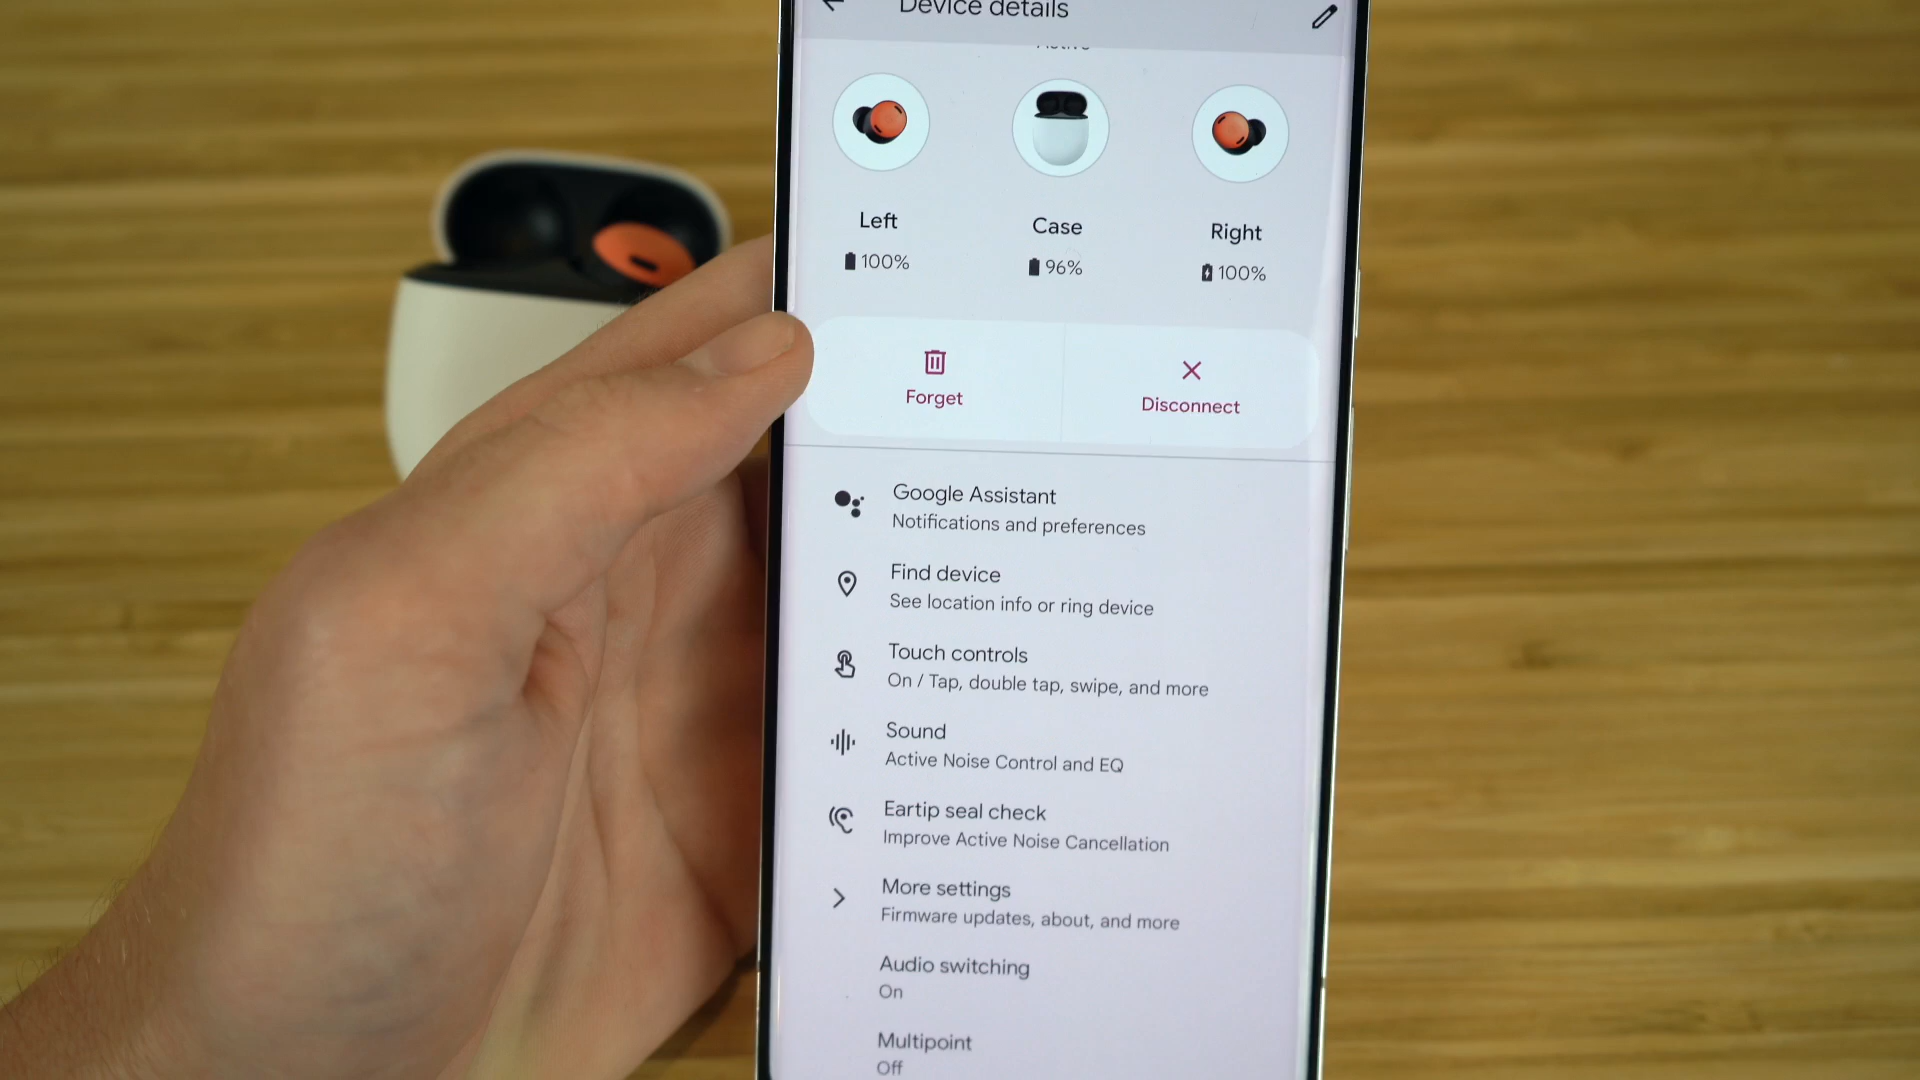 Device details
Active
Left
Case
Right
100%
96%
100%
Forget
Disconnect
Google Assistant
Notifications and preferences
Find device
See location info or ring device
Touch controls
On / Tap, double tap, swipe, and more
Sound
Active Noise Control and EQ
Eartip seal check
Improve Active Noise Cancellation
More settings
Firmware updates, about, and more
Audio switching
On
Multipoint
Off